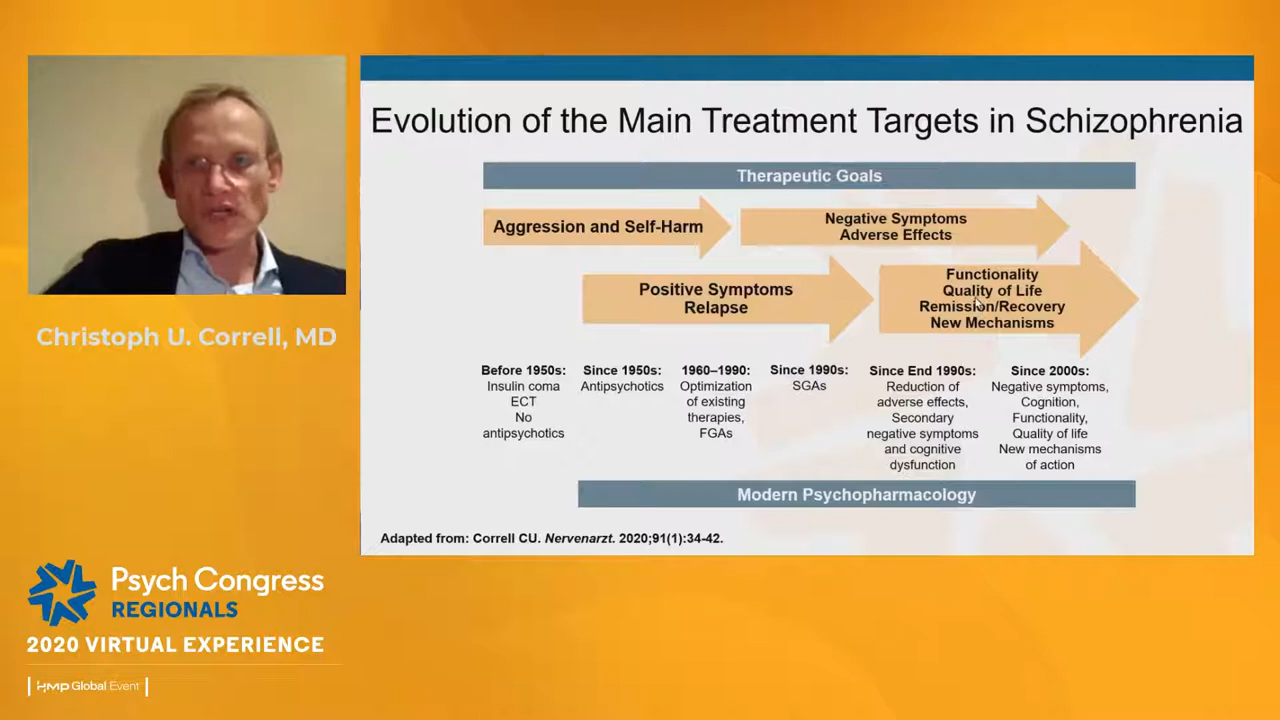 Evolution of the Main Treatment Targets in Schizophrenia
Therapeutic Goals
Aggression and Self-Harm
Negative Symptoms
Adverse Effects
Positive Symptoms
Relapse
Functionality
Quality of Life
Remission/Recovery
New Mechanisms
Before 1950s:
Insulin coma
ECT
No
antipsychotics
Since 1950s:
Antipsychotics
1960–1990:
Optimization
of existing
therapies,
FGAs
Since 1990s:
SGAs
Since End 1990s:
Reduction of
adverse effects,
Secondary
negative symptoms
and cognitive
dysfunction
Since 2000s:
Negative symptoms,
Cognition,
Functionality,
Quality of life
New mechanisms
of action
Modern Psychopharmacology
Adapted from: Correll CU. Nervenarzt. 2020;91(1):34-42.
Christoph U. Correll, MD
Psych Congress
REGIONALS
2020 VIRTUAL EXPERIENCE
HMP Global Event